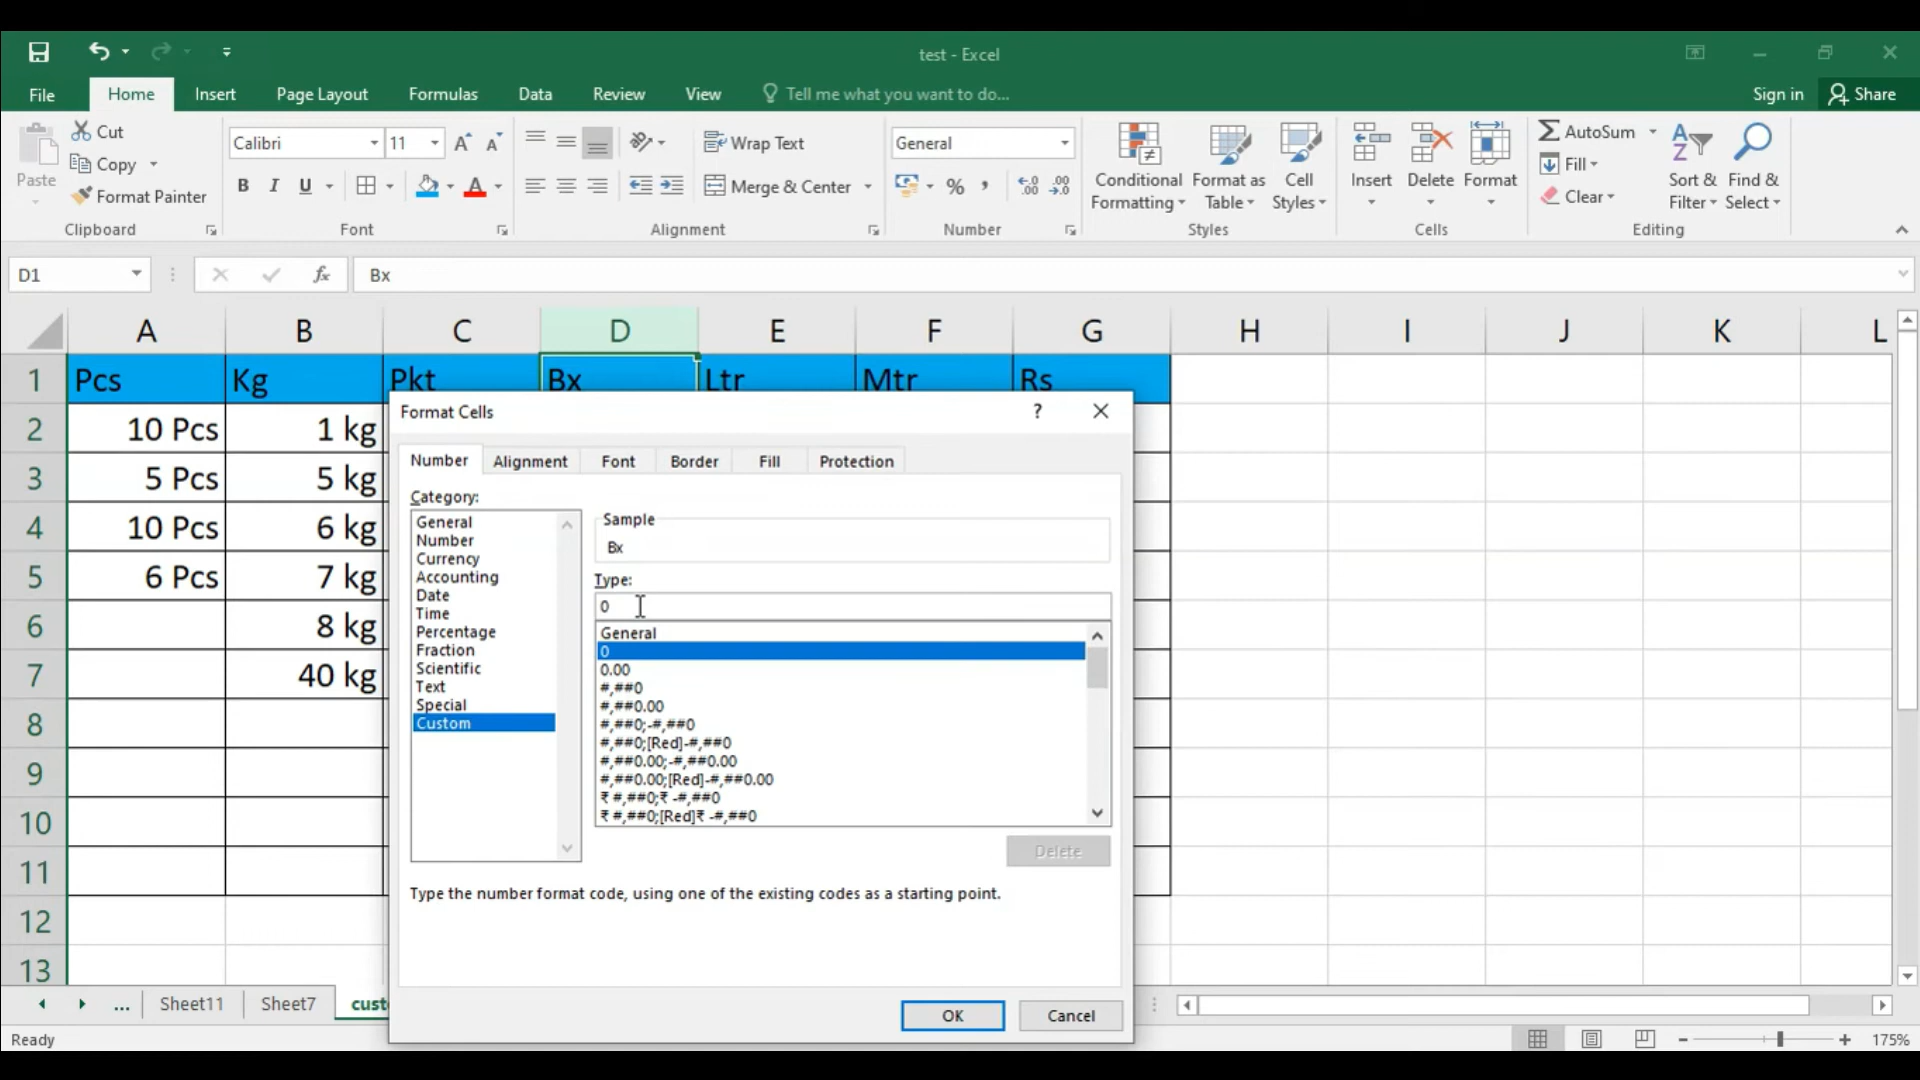 test - Excel
File Home Insert Page Layout Formulas Data Review View Tell me what you want to do... Sign in Share
Paste Cut Copy Format Painter Clipboard
Calibri 11 B I U A Font
Wrap Text Merge & Center Alignment
General % , Number
Conditional Formatting Format as Table Cell Styles Styles
Insert Delete Format Cells
AutoSum Fill Clear Sort & Filter Find & Select Editing
D1 fx Bx
A B C D E F G H I J K L
1 Pcs Kg Pkt Bx Ltr Mtr Rs
2 10 Pcs 1 kg
3 5 Pcs 5 kg
4 10 Pcs 6 kg
5 6 Pcs 7 kg
6 8 kg
7 40 kg
8
9
10
11
12
13
Format Cells ? ×
Number Alignment Font Border Fill Protection
Category:
General
Number
Currency
Accounting
Date
Time
Percentage
Fraction
Scientific
Text
Special
Custom
Sample
Bx
Type:
0
General
0
0.00
#,##0
#,##0.00
#,##0;-#,##0
#,##0;[Red]-#,##0
#,##0.00;-#,##0.00
#,##0.00;[Red]-#,##0.00
₹ #,##0;₹ -#,##0
₹ #,##0;[Red]₹ -#,##0
Delete
Type the number format code, using one of the existing codes as a starting point.
OK Cancel
... Sheet11 Sheet7 custo
Ready 175%